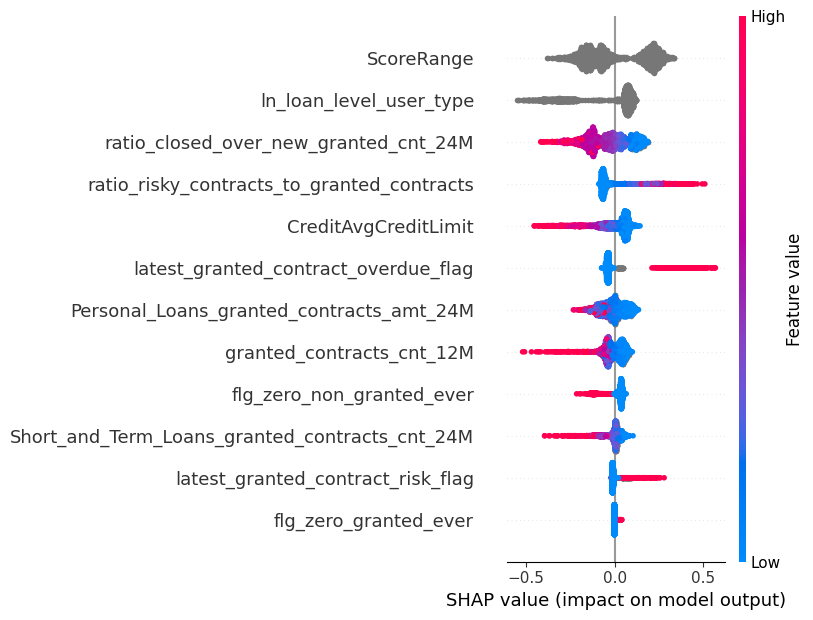 High
ScoreRange
ln_loan_level_user_type
ratio_closed_over_new_granted_cnt_24M
ratio_risky_contracts_to_granted_contracts
CreditAvgCreditLimit
latest_granted_contract_overdue_flag
Personal_Loans_granted_contracts_amt_24M
granted_contracts_cnt_12M
flg_zero_non_granted_ever
Short_and_Term_Loans_granted_contracts_cnt_24M
latest_granted_contract_risk_flag
flg_zero_granted_ever
Feature value
Low
−0.5 0.0 0.5
SHAP value (impact on model output)